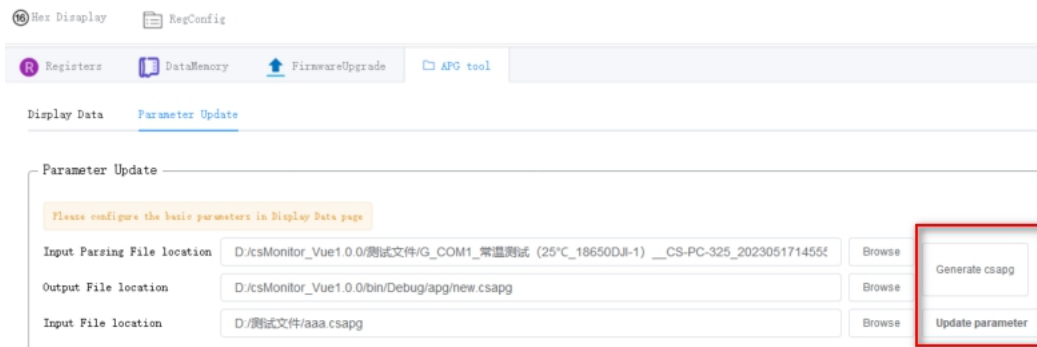 16 Hex Disaplay RegConfig
R Registers DataMemory FirmwareUpgrade APG tool
Display Data Parameter Update
Parameter Update
Please configure the basic parameters in Display Data page
Input Parsing File location D:/csMonitor_Vue1.0.0/测试文件/G_COM1_常温测试（25℃_18650DJI-1）__CS-PC-325_2023051714555 Browse Generate csapg
Output File location D:/csMonitor_Vue1.0.0/bin/Debug/apg/new.csapg Browse
Input File location D:/测试文件/aaa.csapg Browse Update parameter